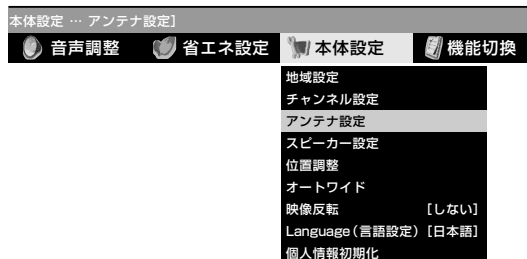 本体設定 … アンテナ設定]
音声調整 省エネ設定 本体設定 機能切換
地域設定
チャンネル設定
アンテナ設定
スピーカー設定
位置調整
オートワイド
映像反転 [しない]
Language(言語設定) [日本語]
個人情報初期化